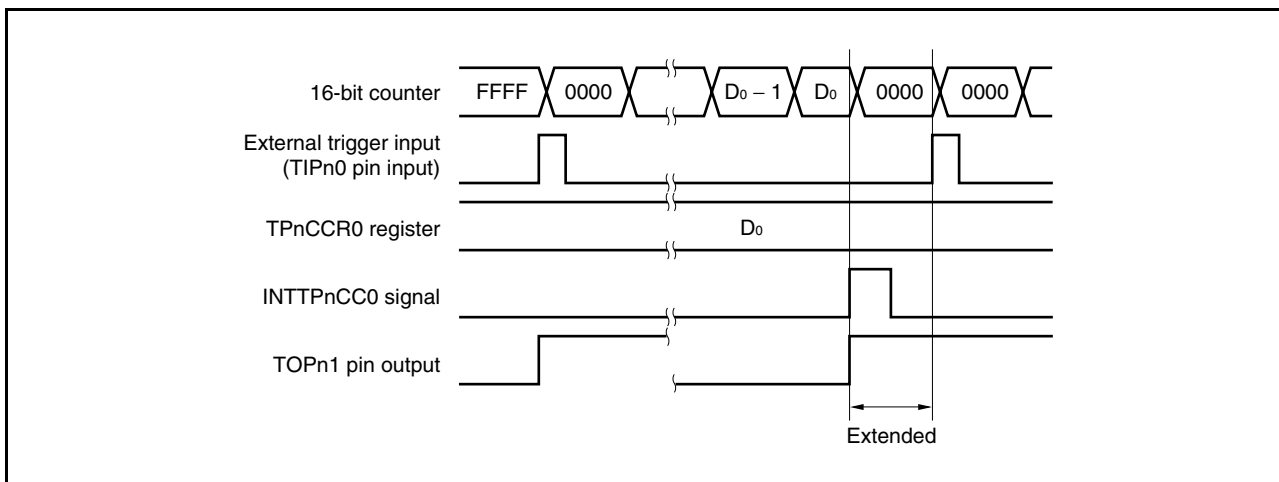 16-bit counter
FFFF 0000 D0 − 1 D0 0000 0000
External trigger input
(TIPn0 pin input)
TPnCCR0 register
D0
INTTPnCC0 signal
TOPn1 pin output
Extended